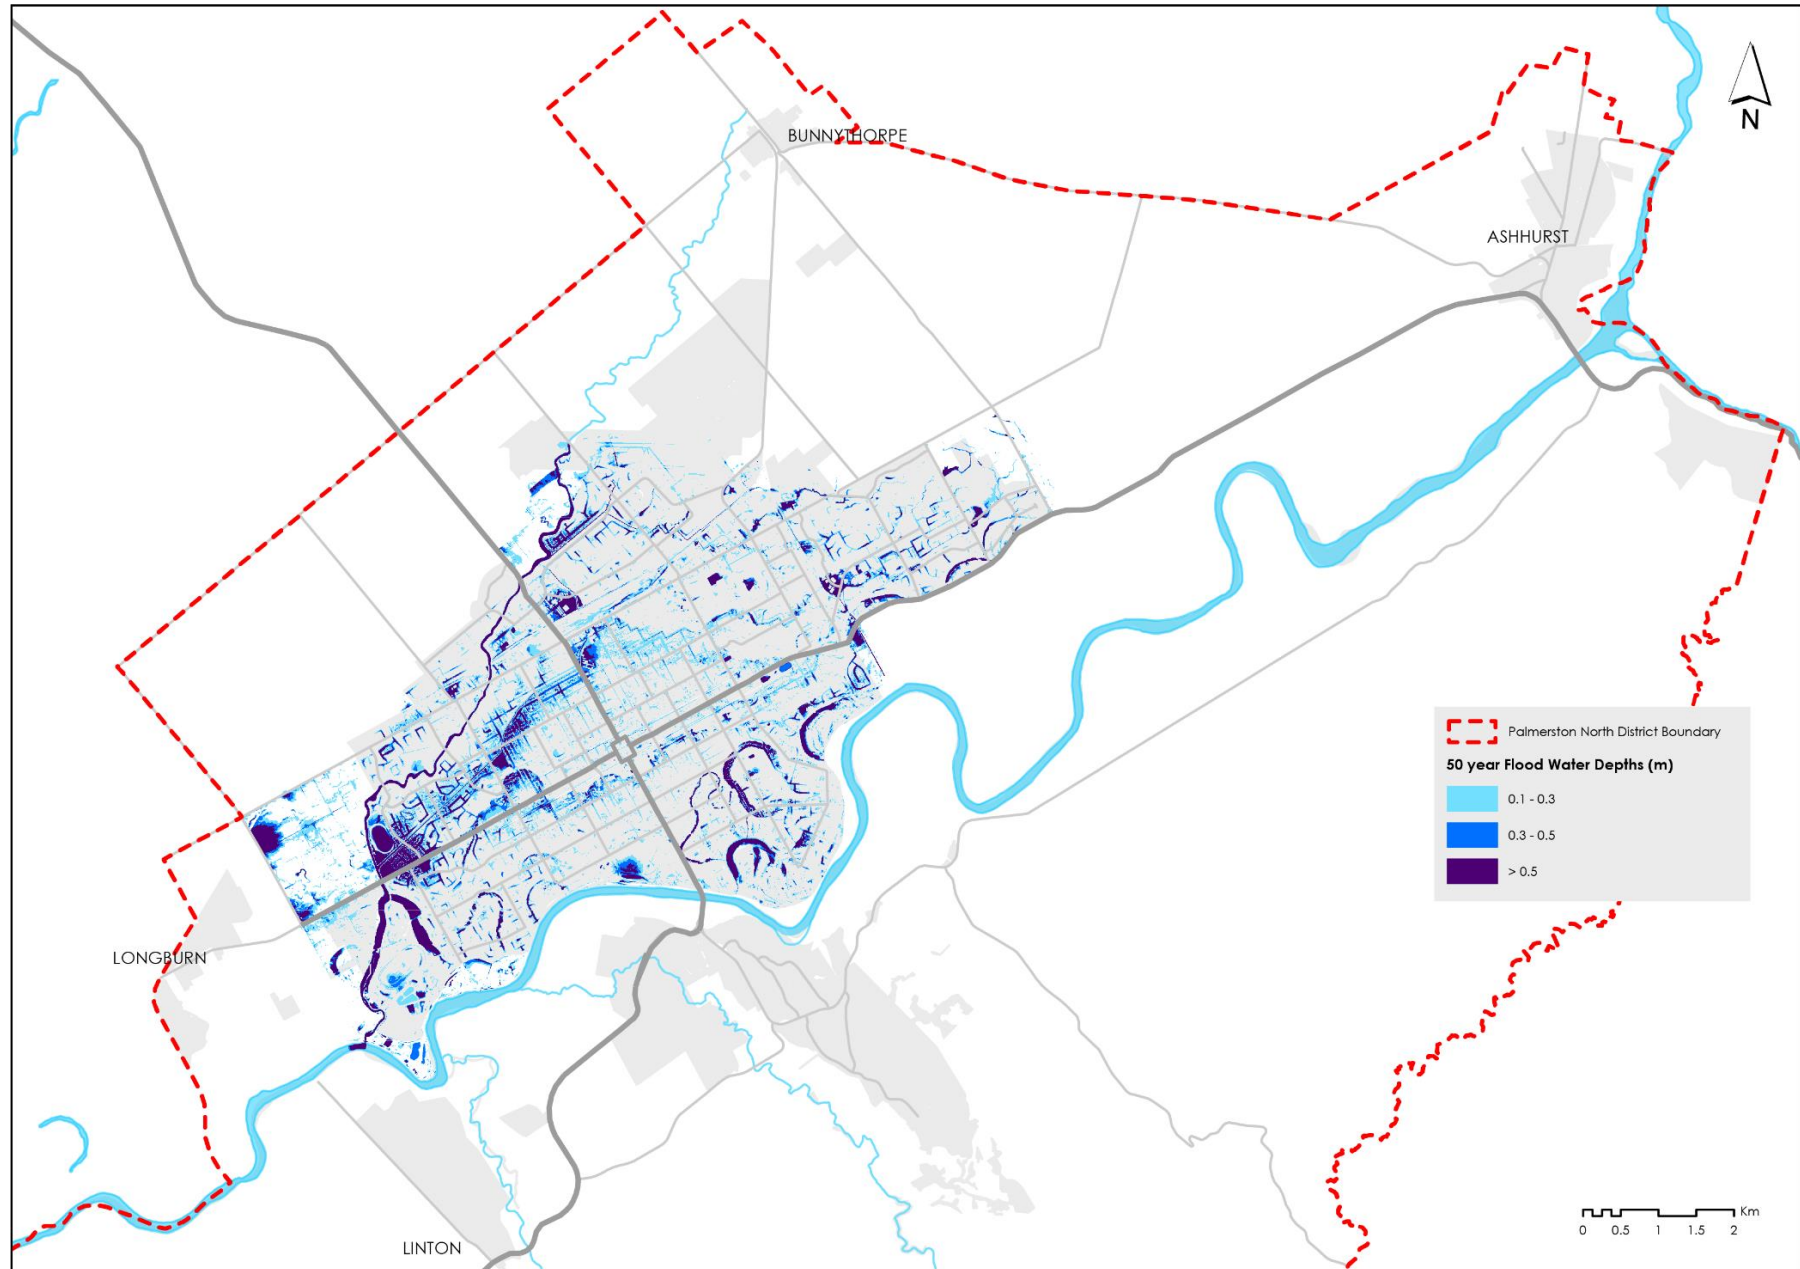 BUNNYTHORPE
N
ASHHURST
Palmerston North District Boundary
50 year Flood Water Depths (m)
0.1 - 0.3
0.3 - 0.5
> 0.5
LONGBURN
Km
0 0.5 1 1.5 2
LINTON